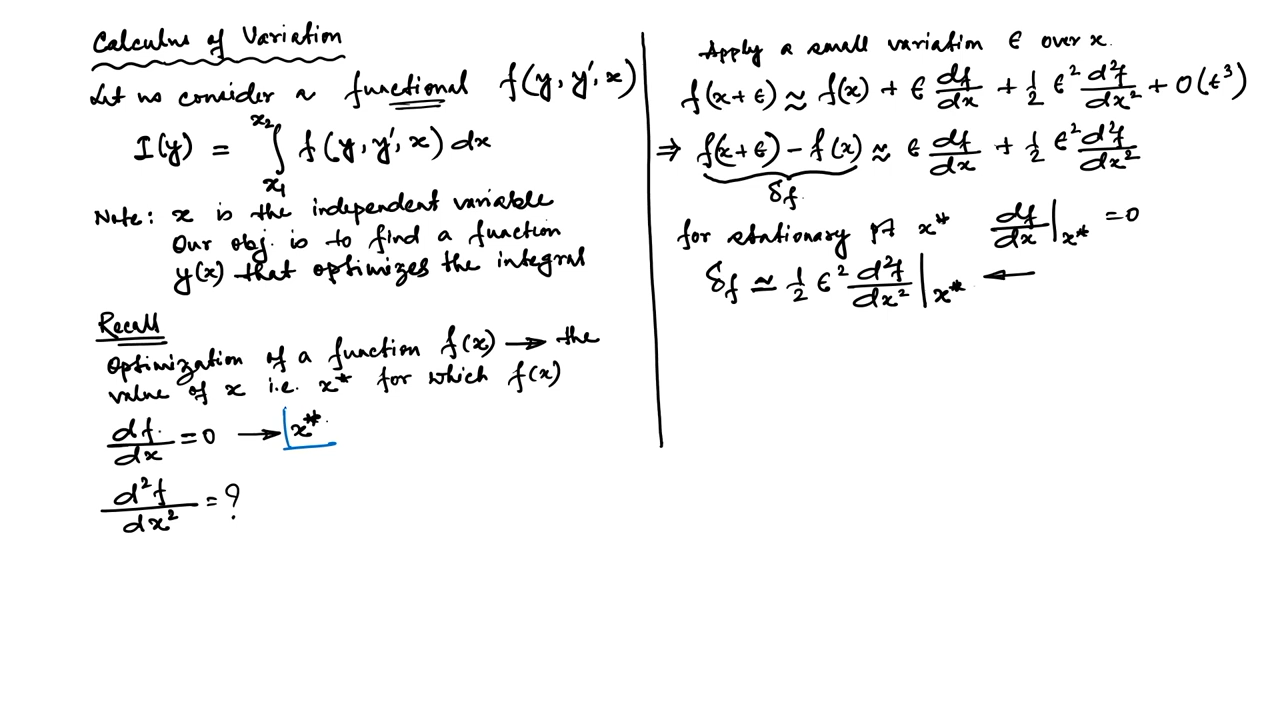 Calculus of Variation
Let us consider a functional f(y, y', x)
I(y) = ∫_{x₁}^{x₂} f(y, y', x) dx
Note: x is the independent variable
Our obj. is to find a function
y(x) that optimizes the integral
Recall
Optimization of a function f(x) → the
value of x i.e. x* for which f(x)
df/dx = 0 → x*
d²f/dx² = ?
Apply a small variation ϵ over x.
f(x+ϵ) ≈ f(x) + ϵ df/dx + 1/2 ϵ² d²f/dx² + O(ϵ³)
⇒ f(x+ϵ) − f(x) ≈ ϵ df/dx + 1/2 ϵ² d²f/dx²
δf
for stationary pt x* df/dx|x* = 0
δf ≃ 1/2 ϵ² d²f/dx²|x* ←